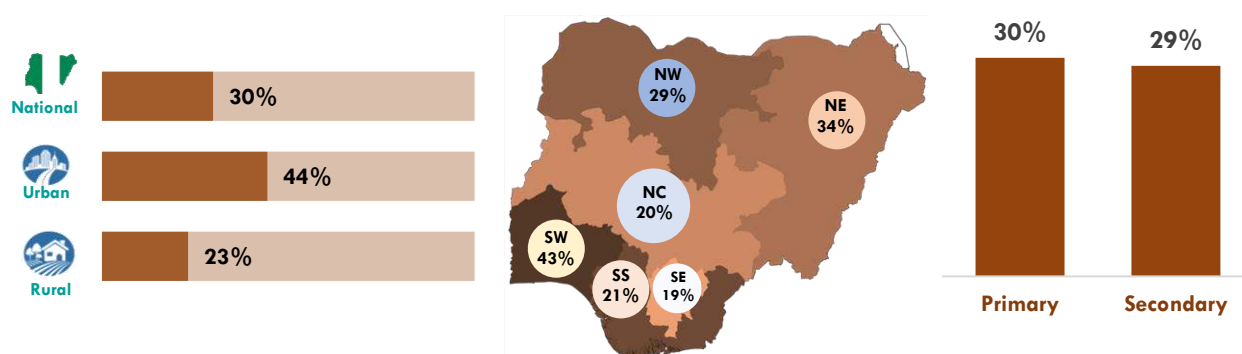 National
30%
Urban
44%
Rural
23%
NW
29%
NE
34%
NC
20%
SW
43%
SS
21%
SE
19%
30%
29%
Primary
Secondary